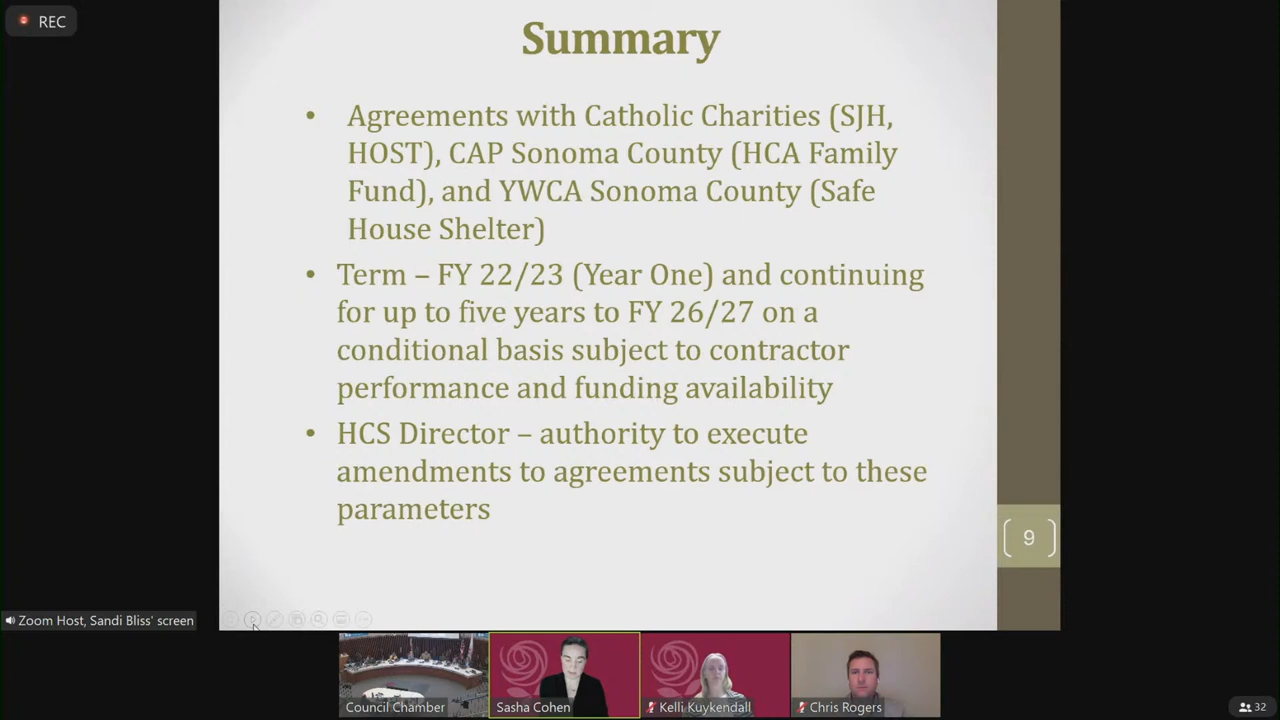 REC
Summary
• Agreements with Catholic Charities (SJH,
HOST), CAP Sonoma County (HCA Family
Fund), and YWCA Sonoma County (Safe
House Shelter)
• Term – FY 22/23 (Year One) and continuing
for up to five years to FY 26/27 on a
conditional basis subject to contractor
performance and funding availability
• HCS Director – authority to execute
amendments to agreements subject to these
parameters
9
Zoom Host, Sandi Bliss' screen
Council Chamber
Sasha Cohen
Kelli Kuykendall
Chris Rogers
32